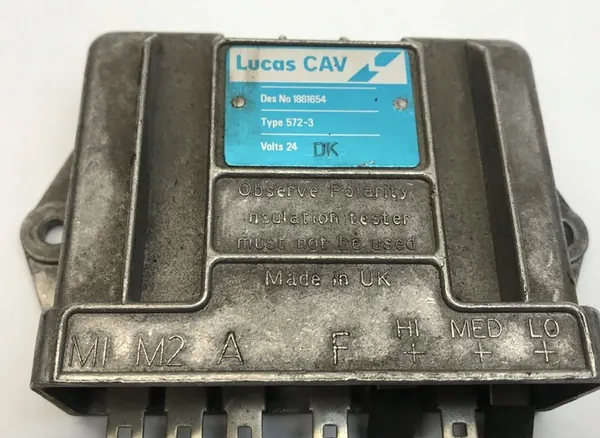 Lucas CAV
Des No 1861654
Type 572-3
Volts 24 DK
Observe Polarity
insulation tester
must not be used
Made in UK
M1 M2 A F HI MED LO
+ + +